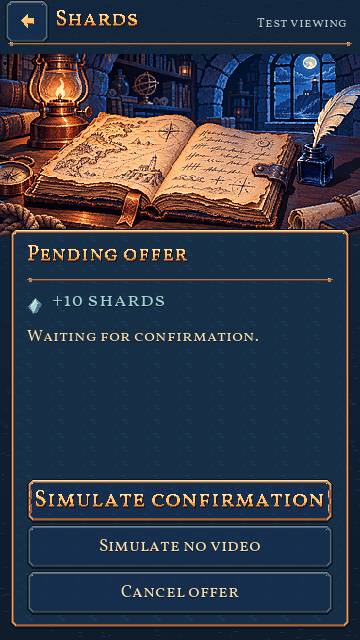 Shards
Test viewing
Pending offer
+10 shards
Waiting for confirmation.
Simulate confirmation
Simulate no video
Cancel offer